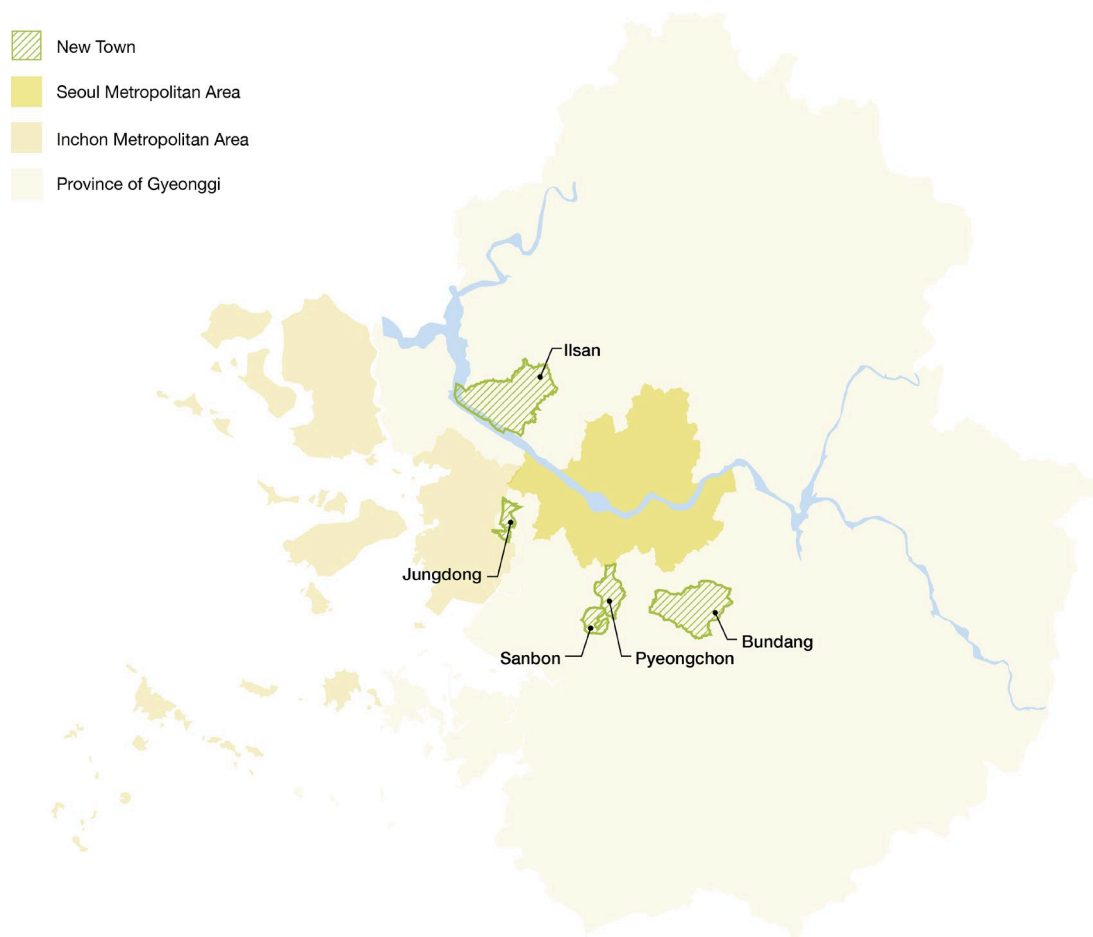 New Town
Seoul Metropolitan Area
Inchon Metropolitan Area
Province of Gyeonggi
Ilsan
Jungdong
Sanbon
Pyeongchon
Bundang